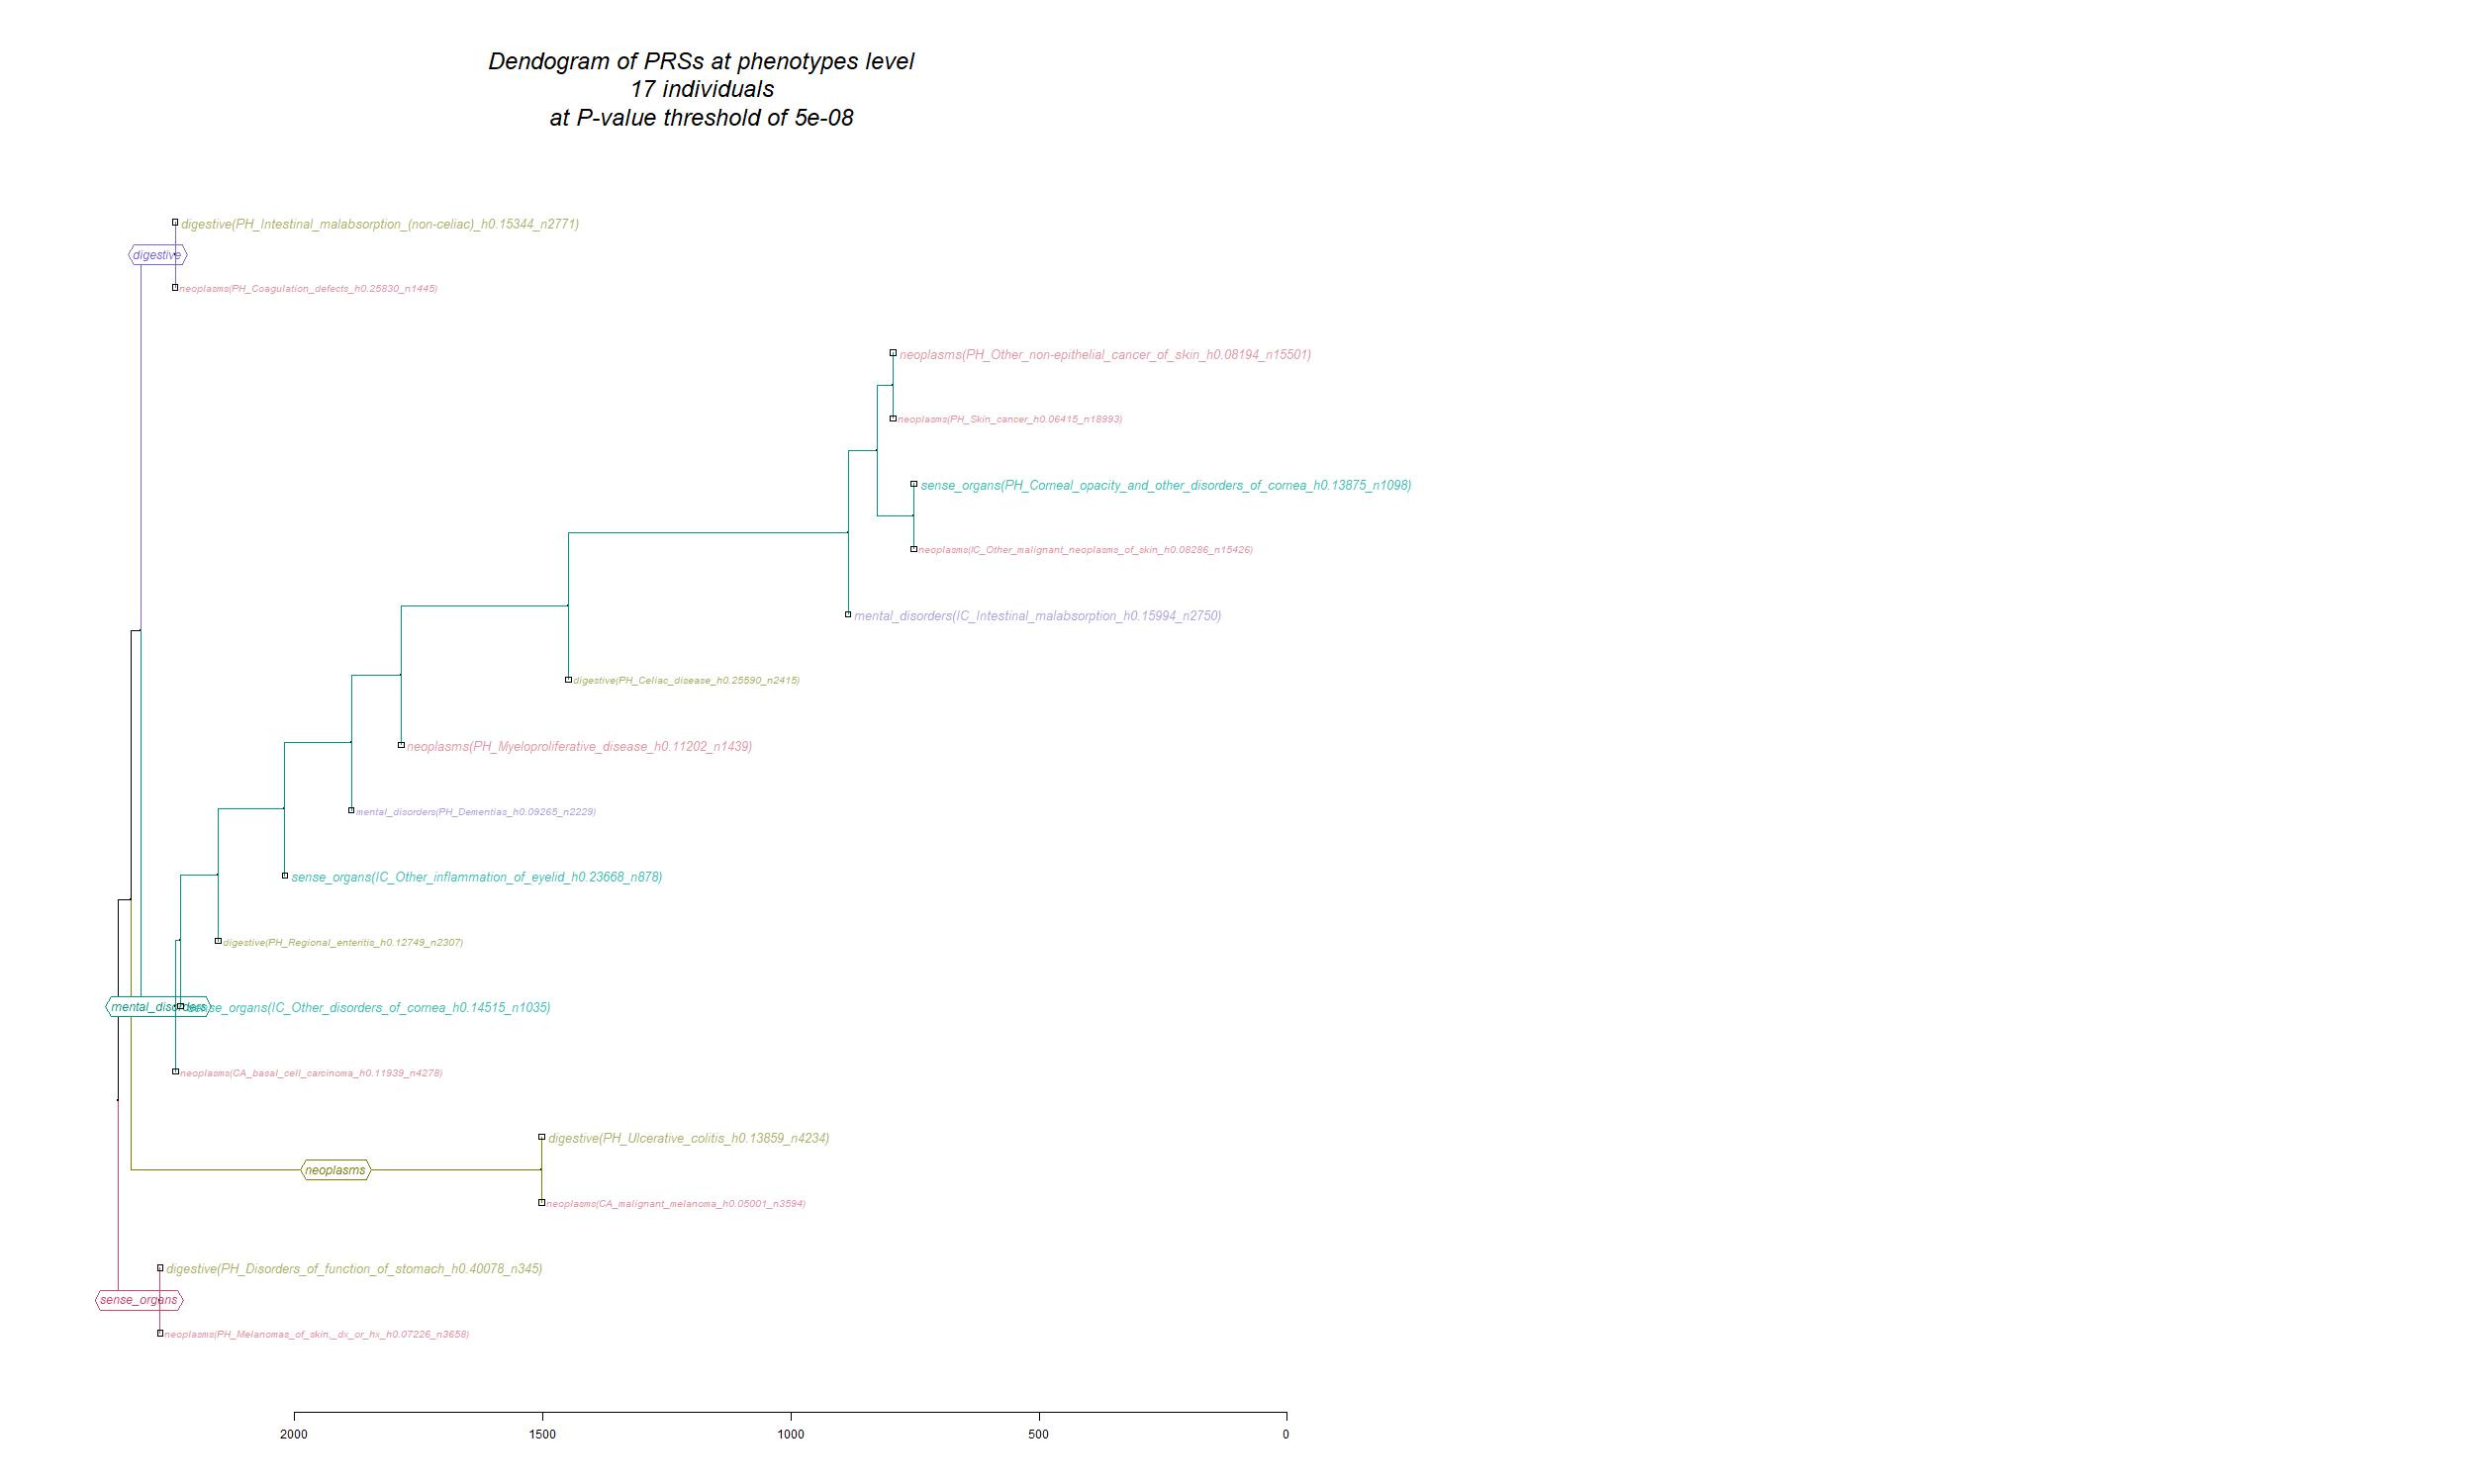 Dendogram of PRSs at phenotypes level
17 individuals
at P-value threshold of 5e-08
digestive(PH_Intestinal_malabsorption_(non-celiac)_h0.15344_n2771)
digestive
neoplasms(PH_Coagulation_defects_h0.25830_n1445)
neoplasms(PH_Other_non-epithelial_cancer_of_skin_h0.08194_n15501)
neoplasms(PH_Skin_cancer_h0.06415_n18993)
sense_organs(PH_Corneal_opacity_and_other_disorders_of_cornea_h0.13875_n1098)
neoplasms(IC_Other_malignant_neoplasms_of_skin_h0.08286_n15426)
mental_disorders(IC_Intestinal_malabsorption_h0.15994_n2750)
digestive(PH_Celiac_disease_h0.25590_n2415)
neoplasms(PH_Myeloproliferative_disease_h0.11202_n1439)
mental_disorders(PH_Dementias_h0.09265_n2229)
sense_organs(IC_Other_inflammation_of_eyelid_h0.23668_n878)
digestive(PH_Regional_enteritis_h0.12749_n2307)
mental_disorders
sense_organs(IC_Other_disorders_of_cornea_h0.14515_n1035)
neoplasms(CA_basal_cell_carcinoma_h0.11939_n4278)
digestive(PH_Ulcerative_colitis_h0.13859_n4234)
neoplasms
neoplasms(CA_malignant_melanoma_h0.05001_n3594)
digestive(PH_Disorders_of_function_of_stomach_h0.40078_n345)
sense_organs
neoplasms(PH_Melanomas_of_skin,_dx_or_hx_h0.07226_n3658)
2000 1500 1000 500 0